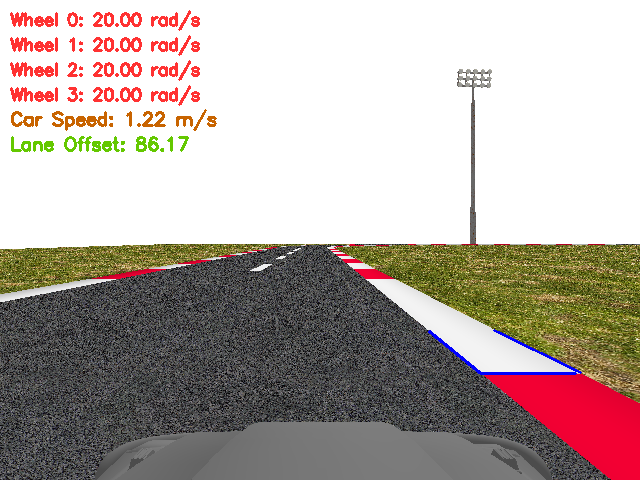 Wheel 0: 20.00 rad/s
Wheel 1: 20.00 rad/s
Wheel 2: 20.00 rad/s
Wheel 3: 20.00 rad/s
Car Speed: 1.22 m/s
Lane Offset: 86.17